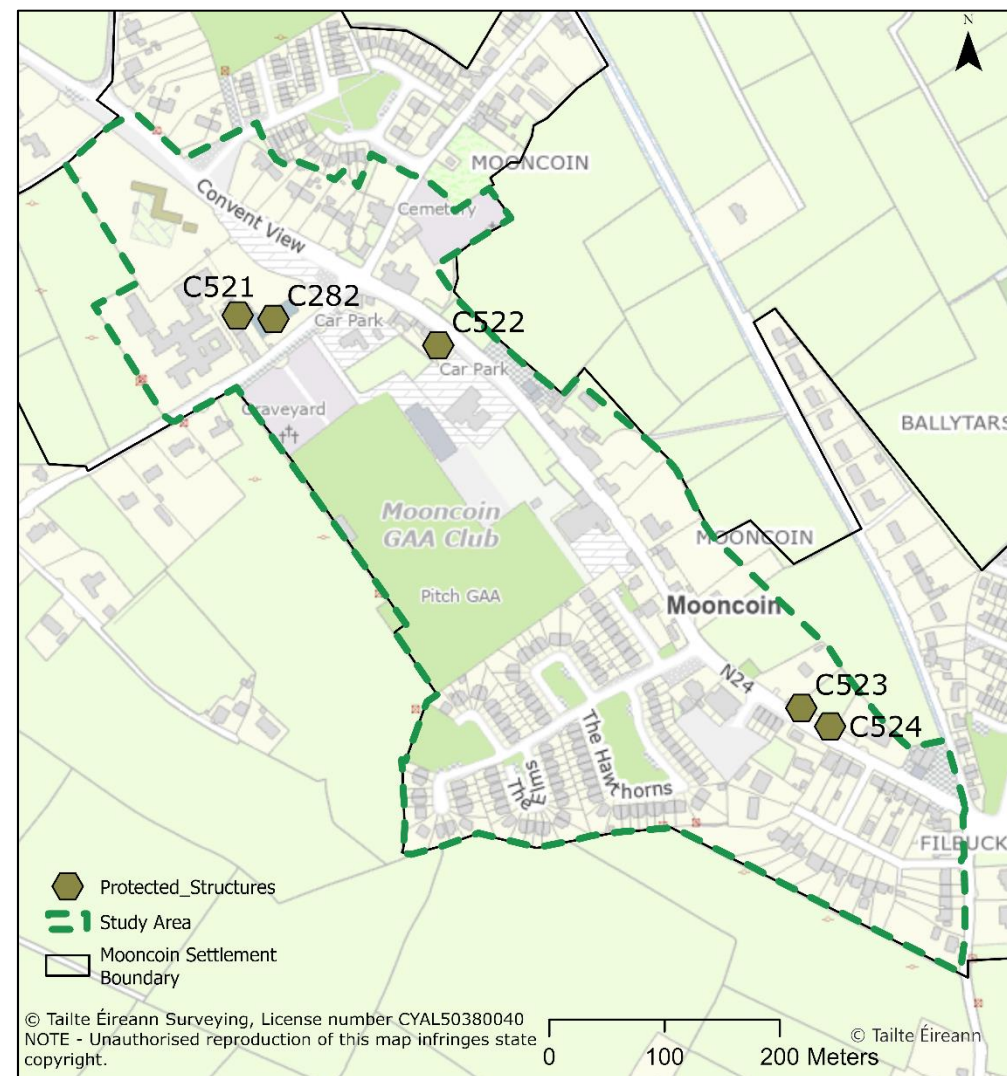 N
MOONCOIN
Cemetery
Convent View
C521
C282
Car Park
C522
Car Park
Graveyard
BALLYTARS
Mooncoin
GAA Club
MOONCOIN
Pitch GAA
Mooncoin
N24
C523
C524
The Elms
The Hawthorns
FILBUCK
Protected_Structures
Study Area
Mooncoin Settlement
Boundary
© Tailte Éireann Surveying, License number CYAL50380040
NOTE - Unauthorised reproduction of this map infringes state
copyright.
0 100 200 Meters
© Tailte Éireann